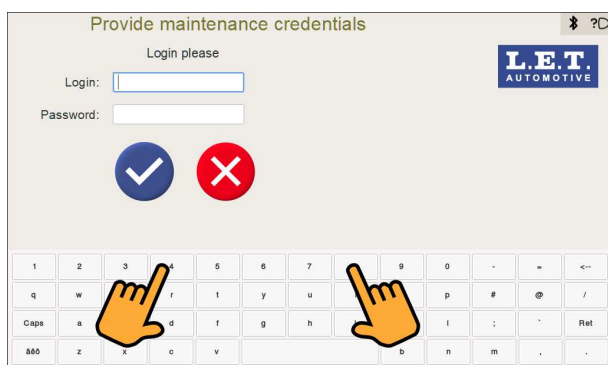 Provide maintenance credentials
?
Login please
L.E.T.
AUTOMOTIVE
Login:
Password:
1 2 3 4 5 6 7 9 0 - = <--
q w r t y u p # @ /
Caps a d f g h l ; ` Ret
âêô z x c v b n m , .